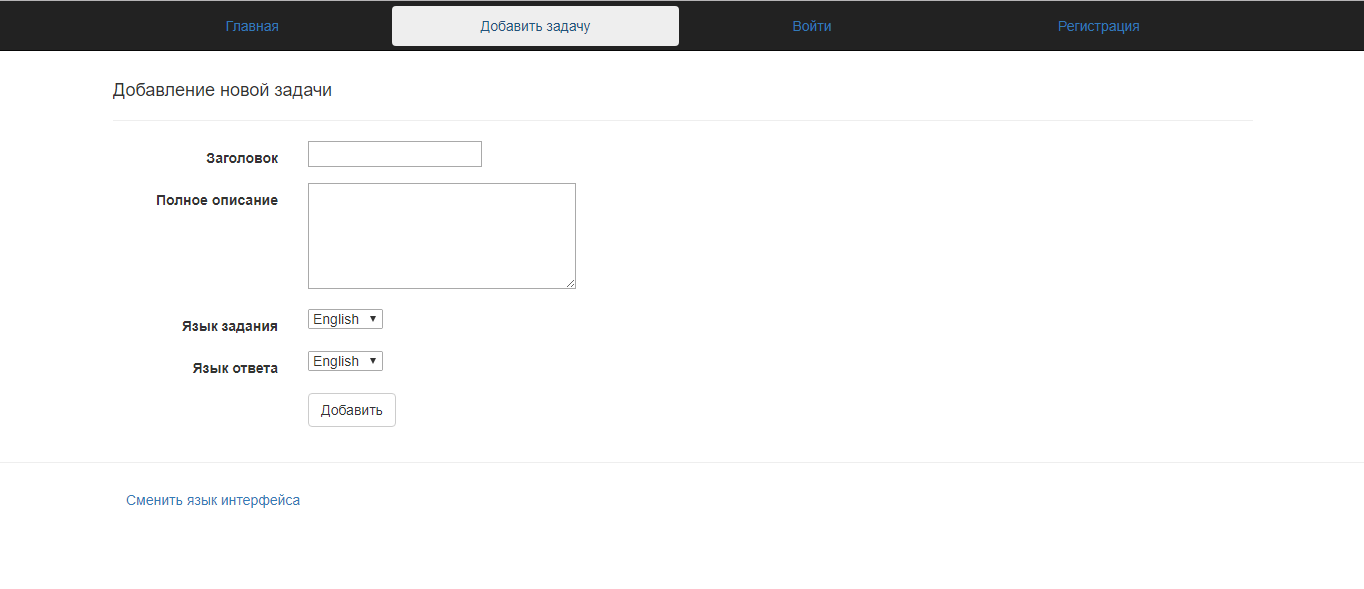 Главная Добавить задачу Войти Регистрация
Добавление новой задачи
Заголовок
Полное описание
Язык задания English
Язык ответа English
Добавить
Сменить язык интерфейса